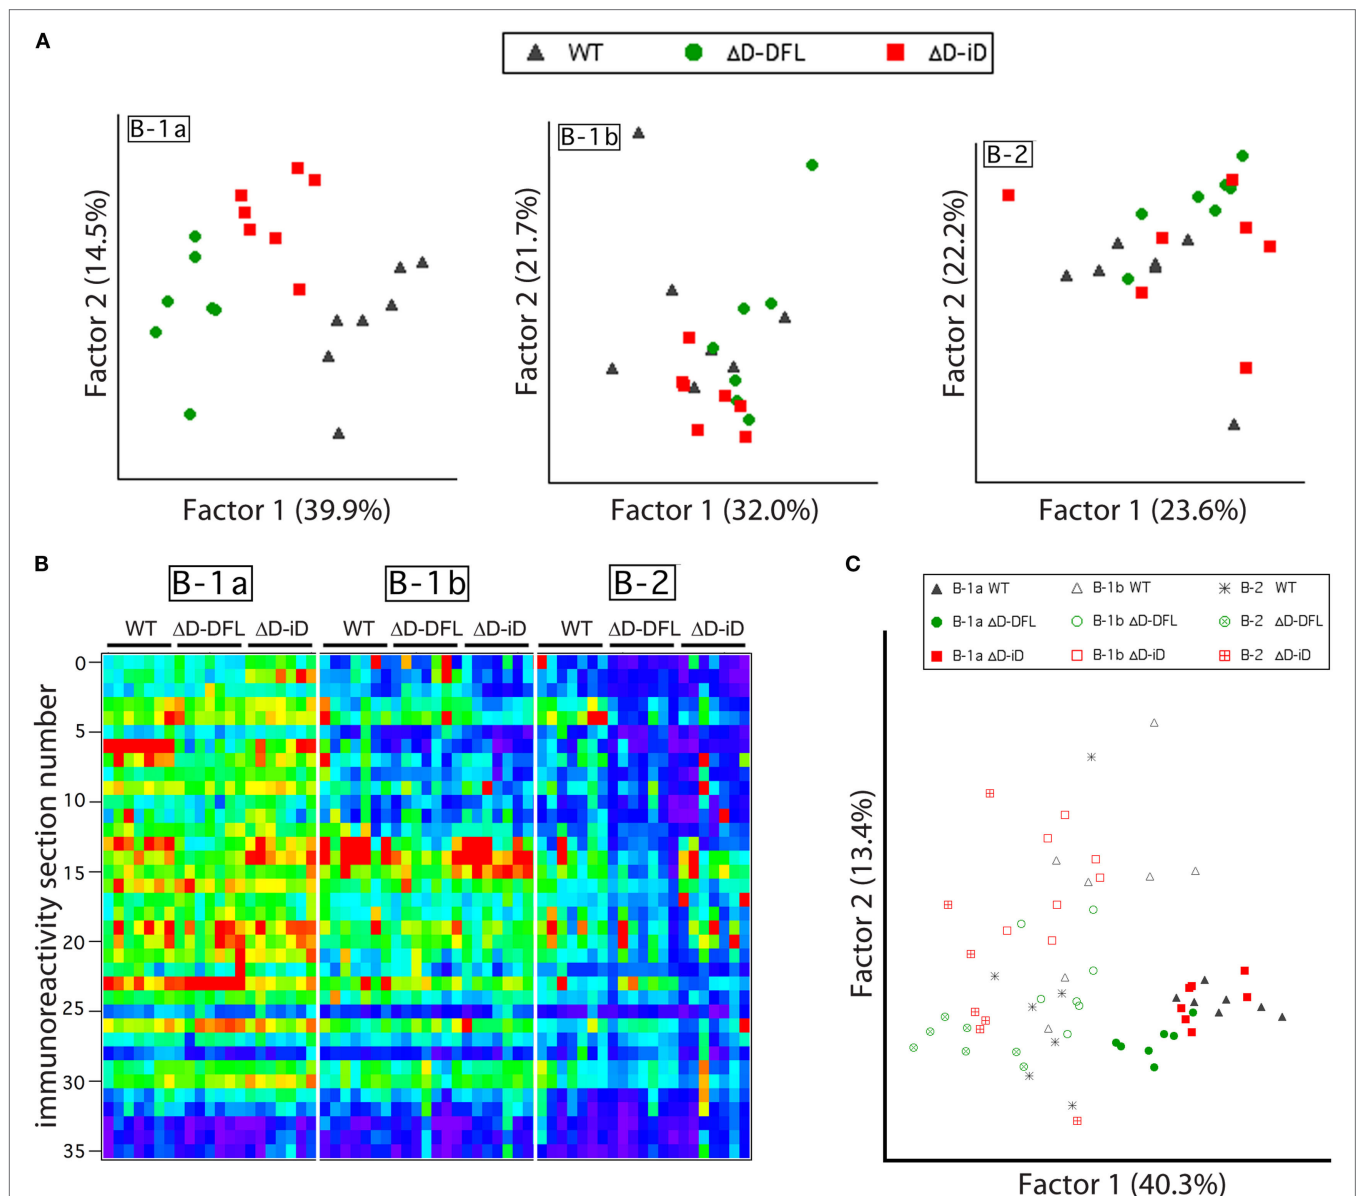 A
WT ΔD-DFL ΔD-iD
B-1a
Factor 2 (14.5%)
Factor 1 (39.9%)
B-1b
Factor 2 (21.7%)
Factor 1 (32.0%)
B-2
Factor 2 (22.2%)
Factor 1 (23.6%)
B
B-1a B-1b B-2
WT ΔD-DFL ΔD-iD WT ΔD-DFL ΔD-iD WT ΔD-DFL ΔD-iD
immunoreactivity section number
0
5
10
15
20
25
30
35
C
B-1a WT B-1b WT B-2 WT
B-1a ΔD-DFL B-1b ΔD-DFL B-2 ΔD-DFL
B-1a ΔD-iD B-1b ΔD-iD B-2 ΔD-iD
Factor 2 (13.4%)
Factor 1 (40.3%)